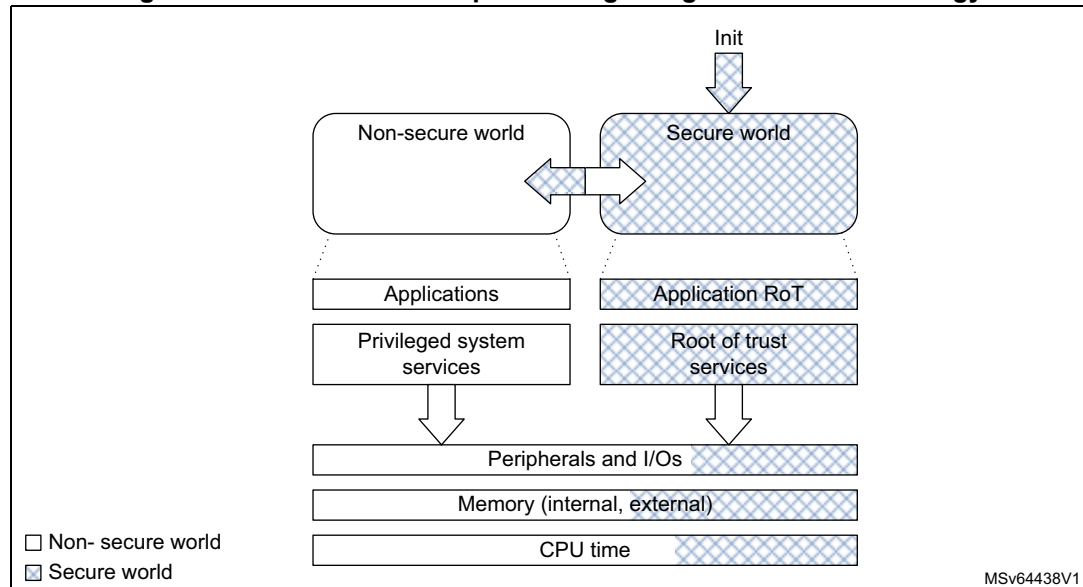 Init
Non-secure world
Secure world
Applications
Application RoT
Privileged system
services
Root of trust
services
Peripherals and I/Os
Memory (internal, external)
CPU time
Non- secure world
Secure world
MSv64438V1